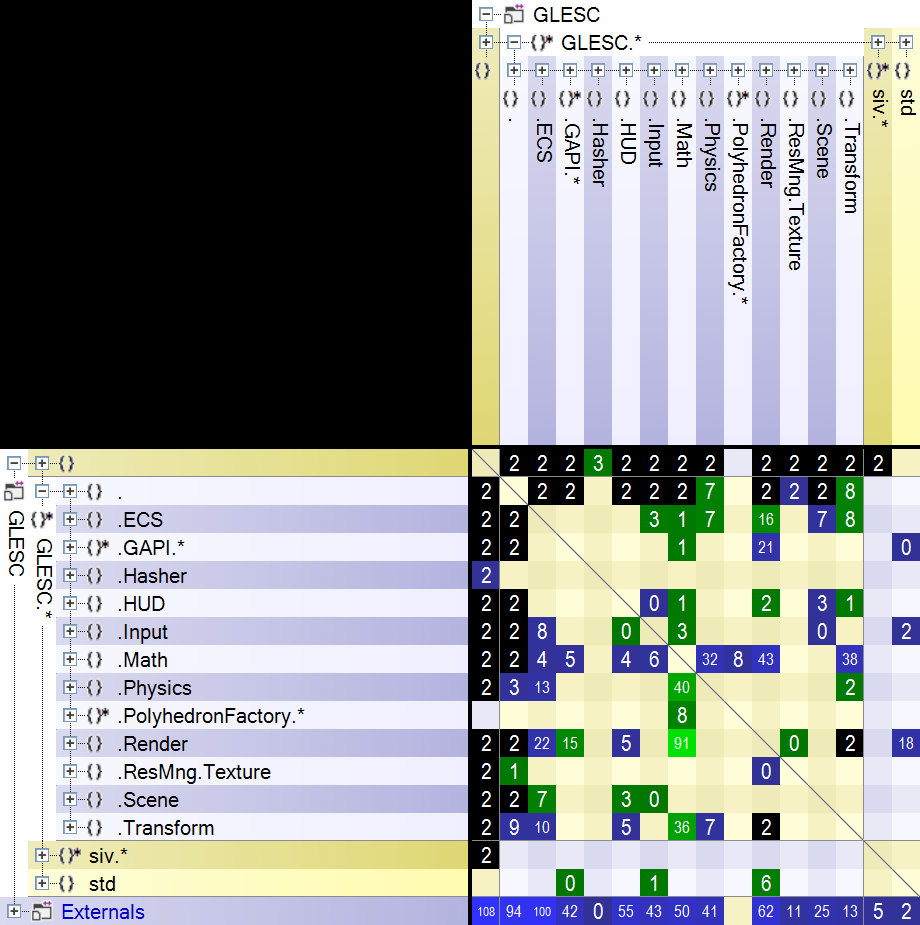 GLESC
{}* GLESC.*
{} {}* {}
{} . {} .ECS {}* .GAPI.* {} .Hasher {} .HUD {} .Input {} .Math {} .Physics {}* .PolyhedronFactory.* {} .Render {} .ResMng.Texture {} .Scene {} .Transform siv.* std
GLESC
{}* GLESC.*
{} 2 2 2 3 2 2 2 2 2 2 2 2 2
{} . 2 2 2 2 2 2 7 2 2 2 8
{} .ECS 2 2 3 1 7 16 7 8
{}* .GAPI.* 2 2 1 21 0
{} .Hasher 2
{} .HUD 2 2 0 1 2 3 1
{} .Input 2 2 8 0 3 0 2
{} .Math 2 2 4 5 4 6 32 8 43 38
{} .Physics 2 3 13 40 2
{}* .PolyhedronFactory.* 8
{} .Render 2 2 22 15 5 91 0 2 18
{} .ResMng.Texture 2 1 0
{} .Scene 2 2 7 3 0
{} .Transform 2 9 10 5 36 7 2
{}* siv.* 2
{} std 0 1 6
Externals 108 94 100 42 0 55 43 50 41 62 11 25 13 5 2